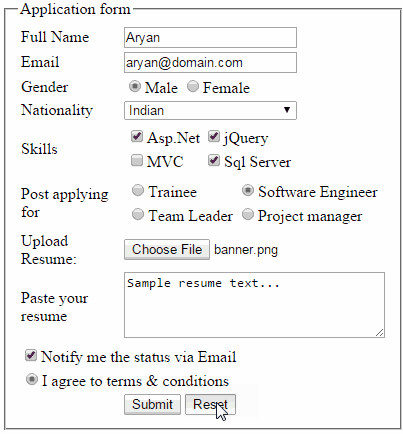 Application form
Full Name Aryan
Email aryan@domain.com
Gender Male Female
Nationality Indian
Skills Asp.Net jQuery
MVC Sql Server
Post applying for Trainee Software Engineer
Team Leader Project manager
Upload Resume: Choose File banner.png
Paste your resume Sample resume text...
Notify me the status via Email
I agree to terms & conditions
Submit Reset